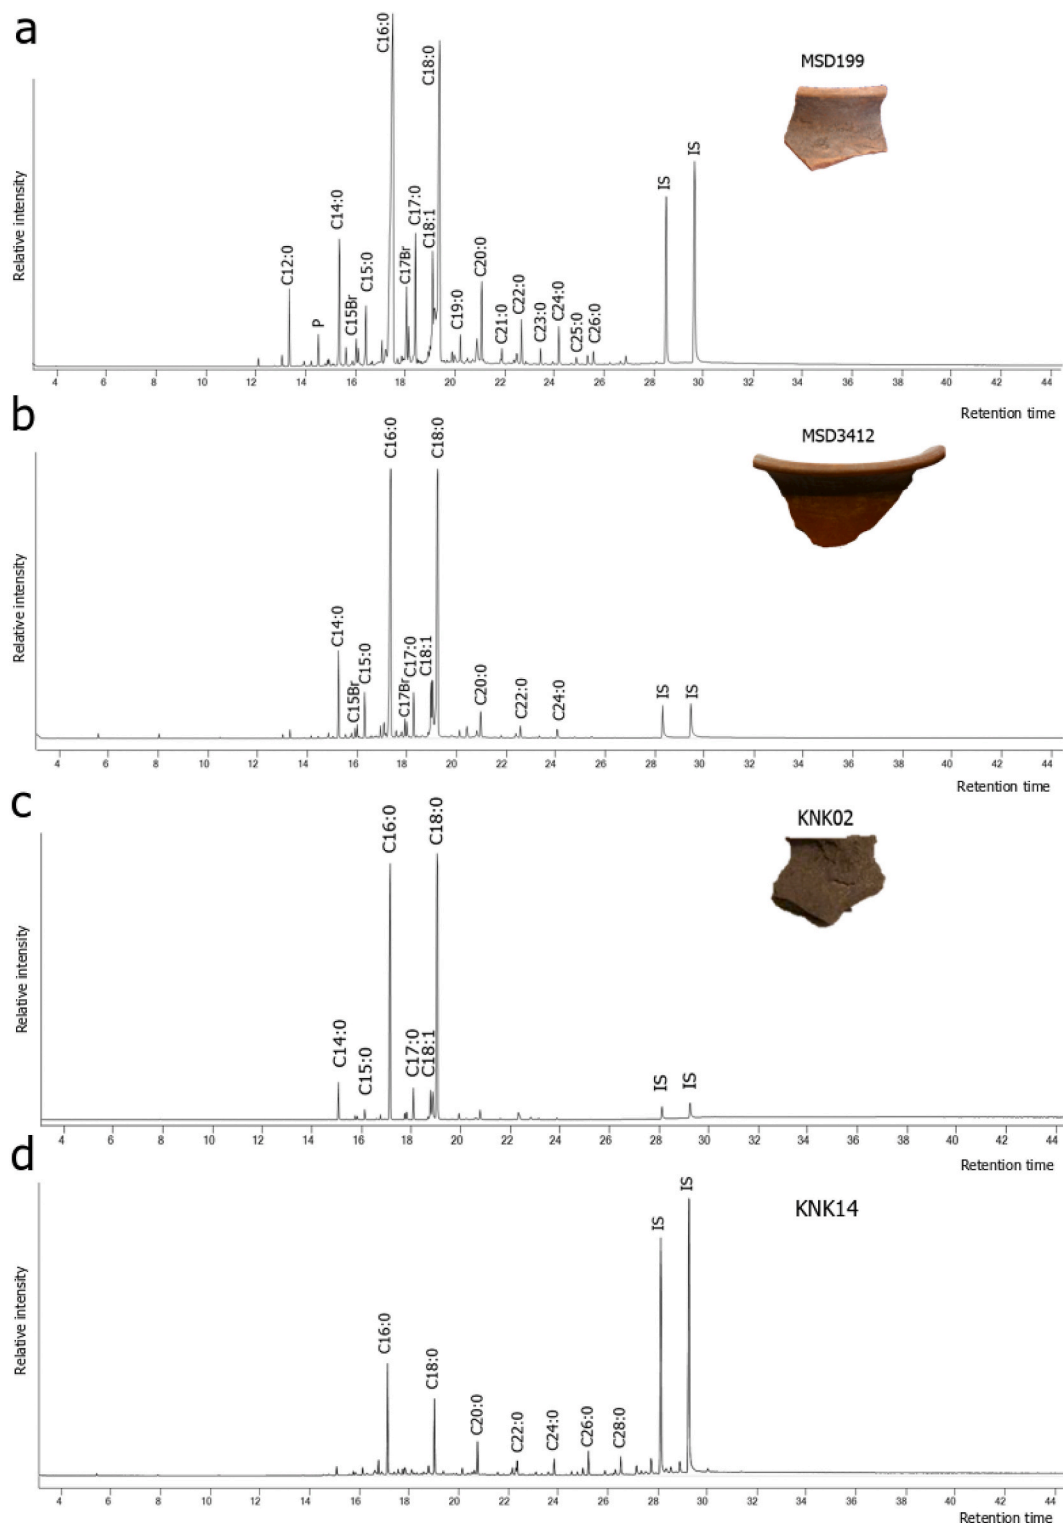 a
MSD199
Relative intensity
C12:0
P
C14:0
C15Br
C15:0
C16:0
C17Br
C17:0
C18:1
C18:0
C19:0
C20:0
C21:0
C22:0
C23:0
C24:0
C25:0
C26:0
IS
IS
4 6 8 10 12 14 16 18 20 22 24 26 28 30 32 34 36 38 40 42 44
Retention time
b
MSD3412
Relative intensity
C14:0
C15Br
C15:0
C16:0
C17Br
C17:0
C18:1
C18:0
C20:0
C22:0
C24:0
IS
IS
4 6 8 10 12 14 16 18 20 22 24 26 28 30 32 34 36 38 40 42 44
Retention time
c
KNK02
Relative intensity
C14:0
C15:0
C16:0
C17:0
C18:1
C18:0
IS
IS
4 6 8 10 12 14 16 18 20 22 24 26 28 30 32 34 36 38 40 42 44
Retention time
d
KNK14
Relative intensity
C16:0
C18:0
C20:0
C22:0
C24:0
C26:0
C28:0
IS
IS
4 6 8 10 12 14 16 18 20 22 24 26 28 30 32 34 36 38 40 42 44
Retention time